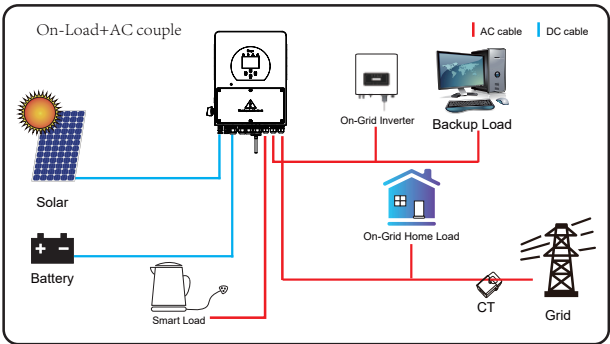 On-Load+AC couple
AC cable
DC cable
On-Grid Inverter
Backup Load
Solar
On-Grid Home Load
Battery
Smart Load
CT
Grid